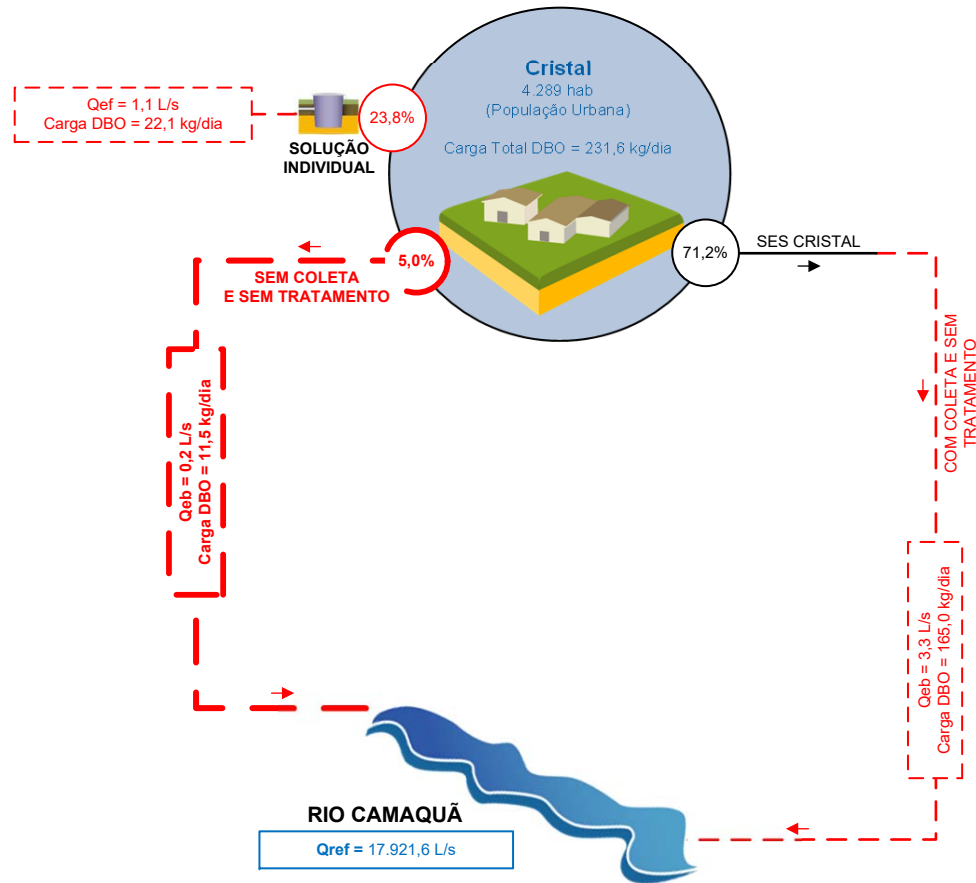 Cristal
4.289 hab
(População Urbana)
Carga Total DBO = 231,6 kg/dia
Qef = 1,1 L/s
Carga DBO = 22,1 kg/dia
23,8%
SOLUÇÃO
INDIVIDUAL
5,0%
SEM COLETA
E SEM TRATAMENTO
71,2%
SES CRISTAL
COM COLETA E SEM
TRATAMENTO
Qeb = 0,2 L/s
Carga DBO = 11,5 kg/dia
Qeb = 3,3 L/s
Carga DBO = 165,0 kg/dia
RIO CAMAQUÃ
Qref = 17.921,6 L/s